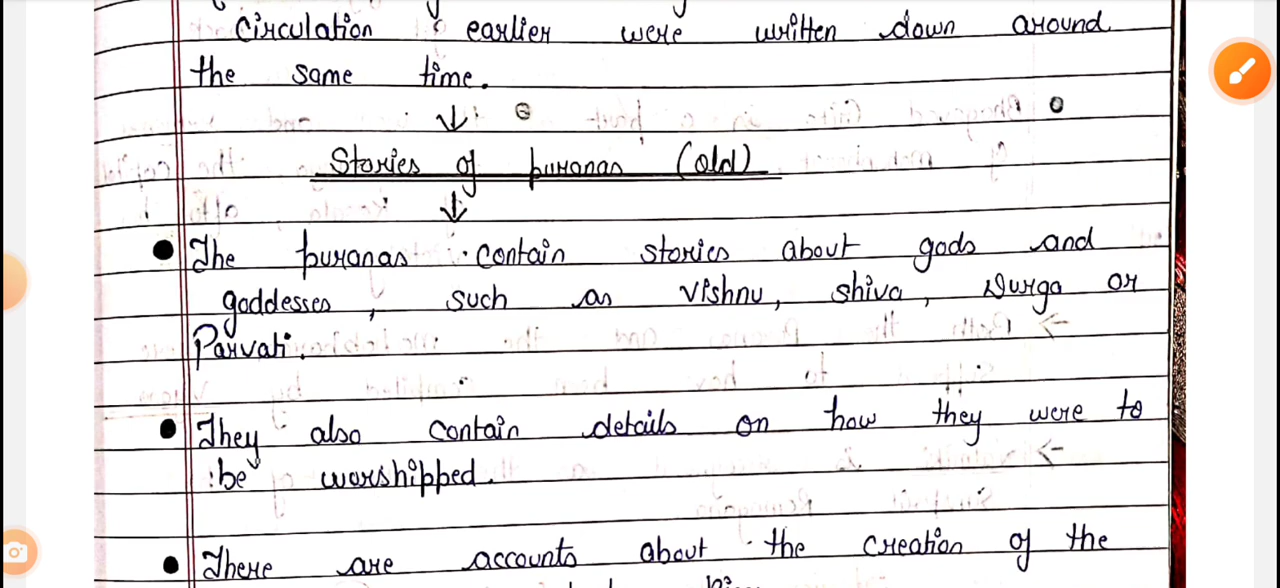 circulation earlier were written down around
the same time.
Stories of puranas (old)
The puranas contain stories about gods and
goddesses, such as Vishnu, shiva, Durga or
Parvati.
They also contain details on how they were to
be worshipped.
There are accounts about the creation of the